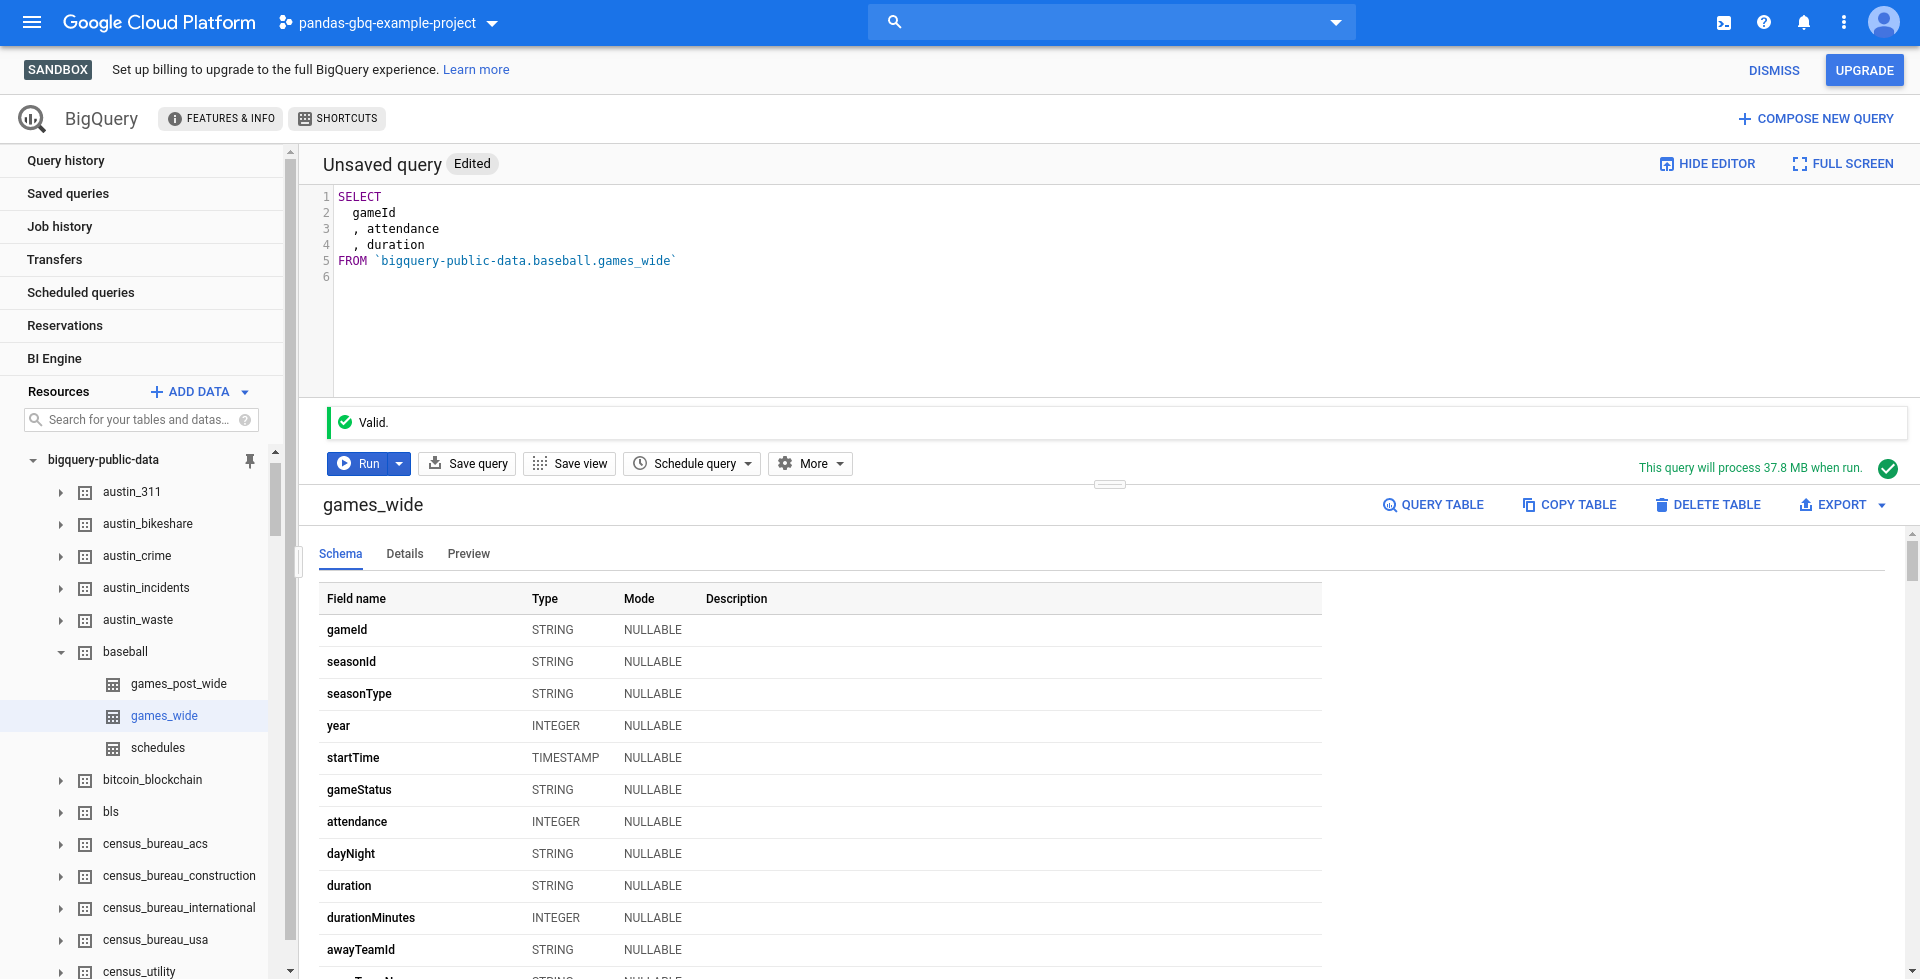 Google Cloud Platform pandas-gbq-example-project
SANDBOX Set up billing to upgrade to the full BigQuery experience. Learn more DISMISS UPGRADE
BigQuery FEATURES & INFO SHORTCUTS COMPOSE NEW QUERY
Query history
Saved queries
Job history
Transfers
Scheduled queries
Reservations
BI Engine
Resources ADD DATA
Search for your tables and datas...
bigquery-public-data
austin_311
austin_bikeshare
austin_crime
austin_incidents
austin_waste
baseball
games_post_wide
games_wide
schedules
bitcoin_blockchain
bls
census_bureau_acs
census_bureau_construction
census_bureau_international
census_bureau_usa
census_utility
Unsaved query Edited HIDE EDITOR FULL SCREEN
1 SELECT
2 gameId
3 , attendance
4 , duration
5 FROM `bigquery-public-data.baseball.games_wide`
6
Valid.
Run Save query Save view Schedule query More This query will process 37.8 MB when run.
games_wide QUERY TABLE COPY TABLE DELETE TABLE EXPORT
Schema Details Preview
Field name Type Mode Description
gameId STRING NULLABLE
seasonId STRING NULLABLE
seasonType STRING NULLABLE
year INTEGER NULLABLE
startTime TIMESTAMP NULLABLE
gameStatus STRING NULLABLE
attendance INTEGER NULLABLE
dayNight STRING NULLABLE
duration STRING NULLABLE
durationMinutes INTEGER NULLABLE
awayTeamId STRING NULLABLE